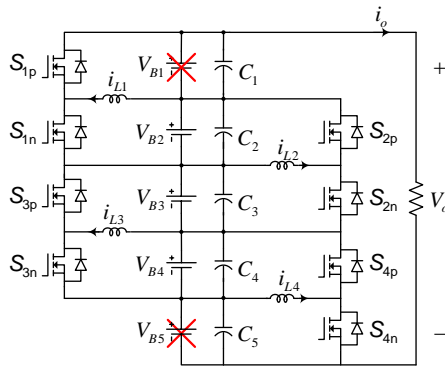 i_o
S_1p
V_B1
C_1
+
i_L1
S_1n
V_B2
C_2
S_2p
i_L2
S_3p
V_B3
C_3
S_2n
V_o
i_L3
S_3n
V_B4
C_4
S_4p
i_L4
V_B5
C_5
S_4n
−